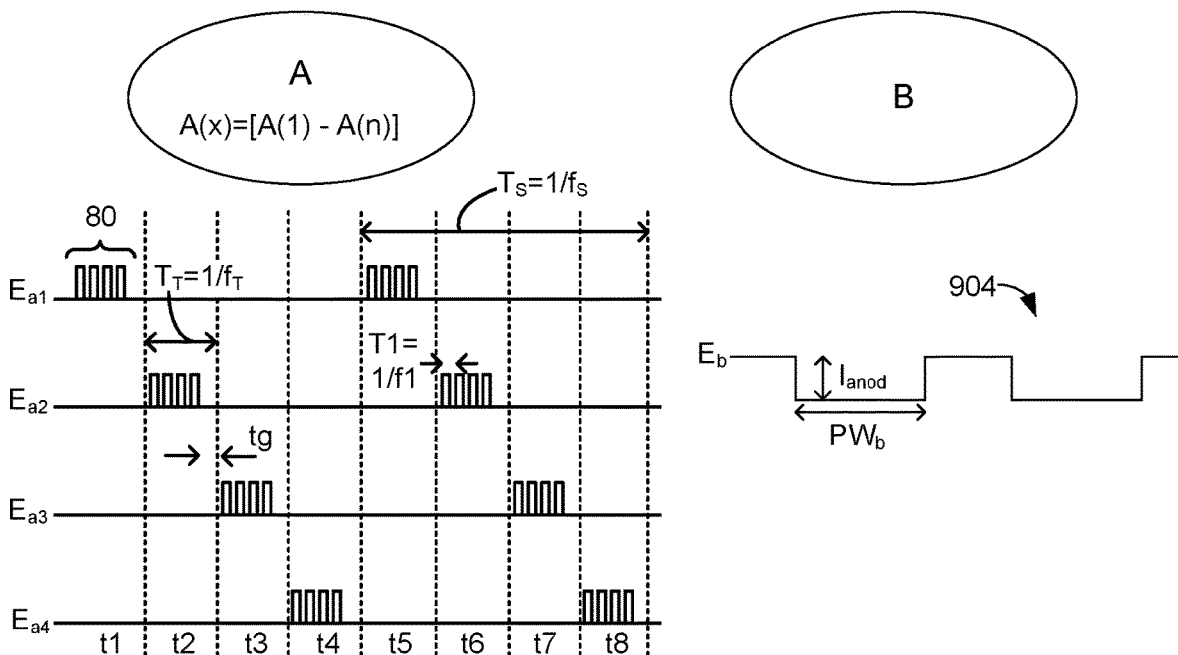 A
A(x)=[A(1) - A(n)]
B
T_S=1/f_S
80
T_T=1/f_T
E_a1
904
T1=
1/f1
E_b
I_anod
E_a2
PW_b
tg
E_a3
E_a4
t1 t2 t3 t4 t5 t6 t7 t8